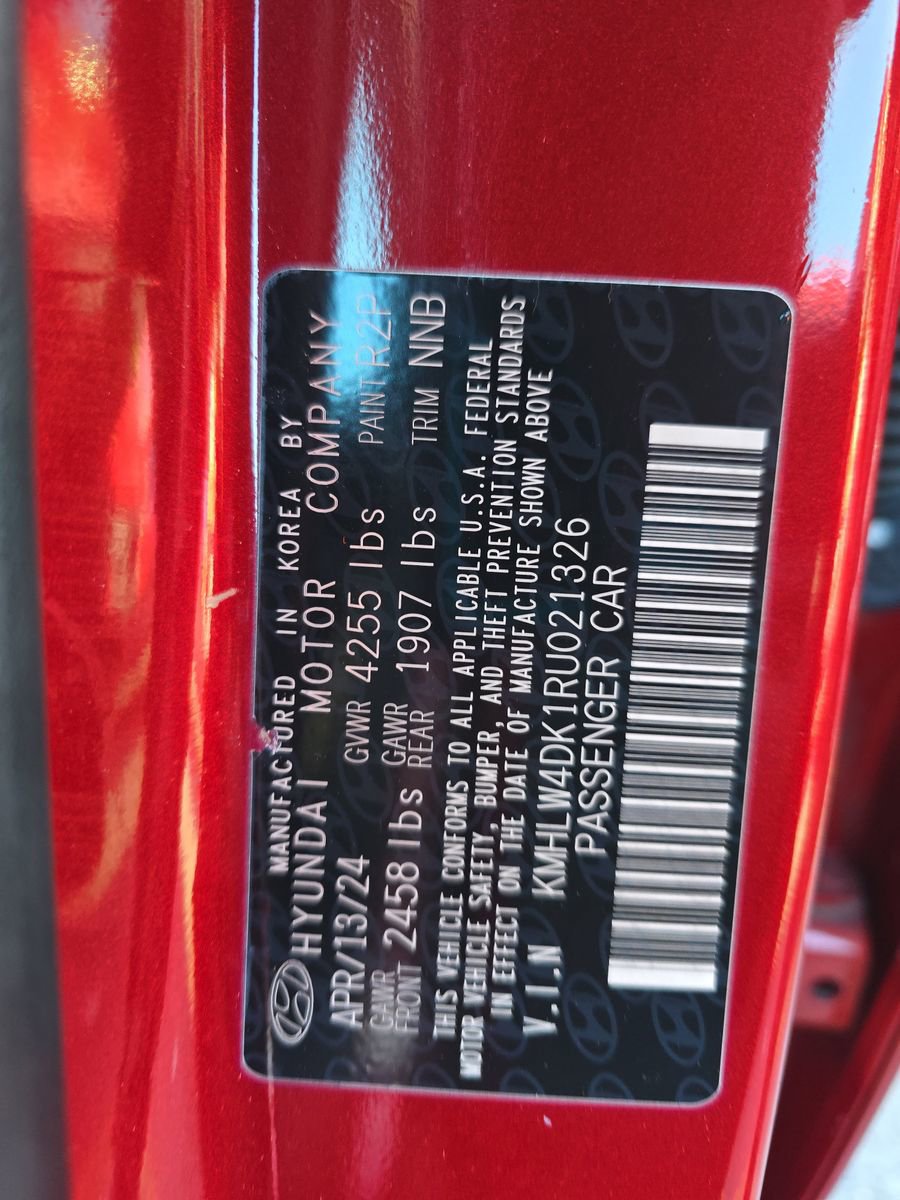 MANUFACTURED IN KOREA BY
HYUNDAI MOTOR COMPANY
APR/13/24 GVWR 4255 lbs PAINT R2P
GAWR FRONT 2458 lbs GAWR REAR 1907 lbs TRIM NNB
THIS VEHICLE CONFORMS TO ALL APPLICABLE U.S.A. FEDERAL
MOTOR VEHICLE SAFETY, BUMPER, AND THEFT PREVENTION STANDARDS
IN EFFECT ON THE DATE OF MANUFACTURE SHOWN ABOVE
V.I.N KMHLW4DK1RU021326
PASSENGER CAR